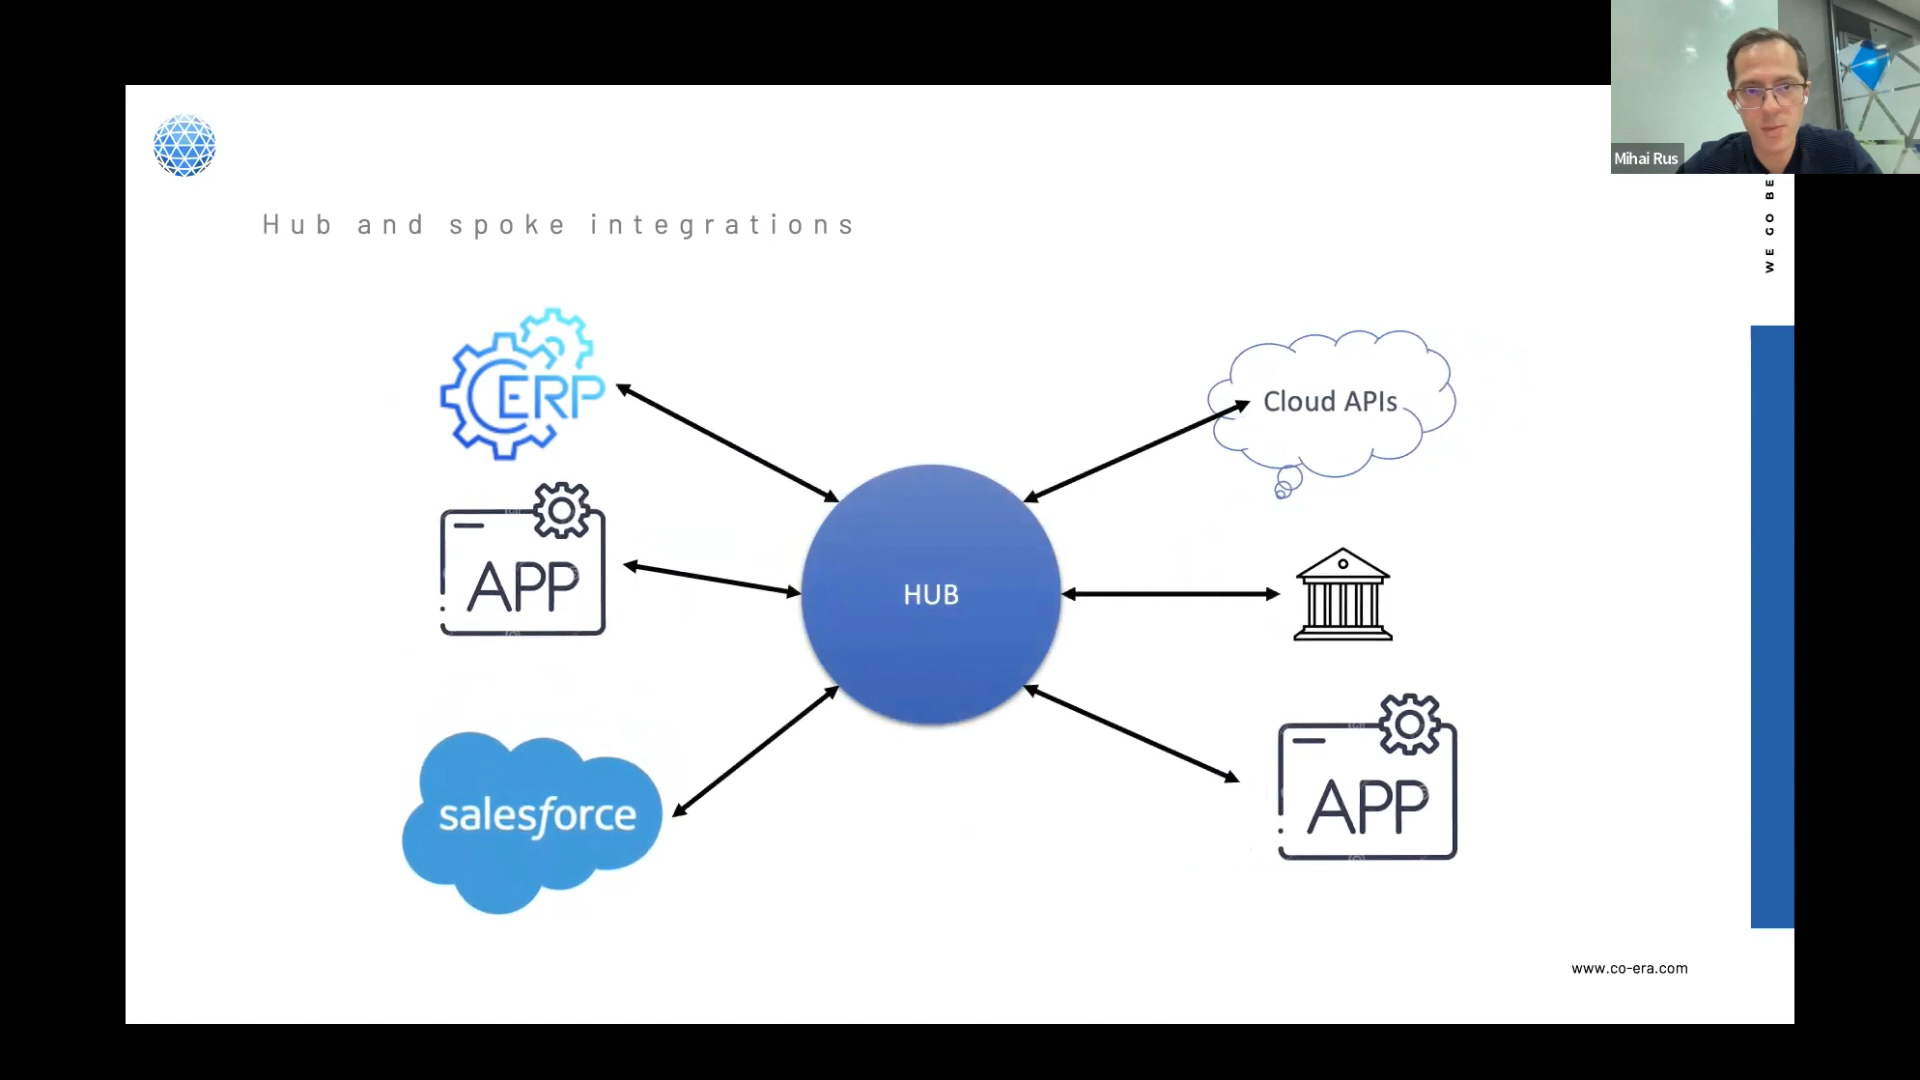 Mihai Rus
WE GO BE
Hub and spoke integrations
ERP
Cloud APIs
APP
HUB
salesforce
APP
www.co-era.com